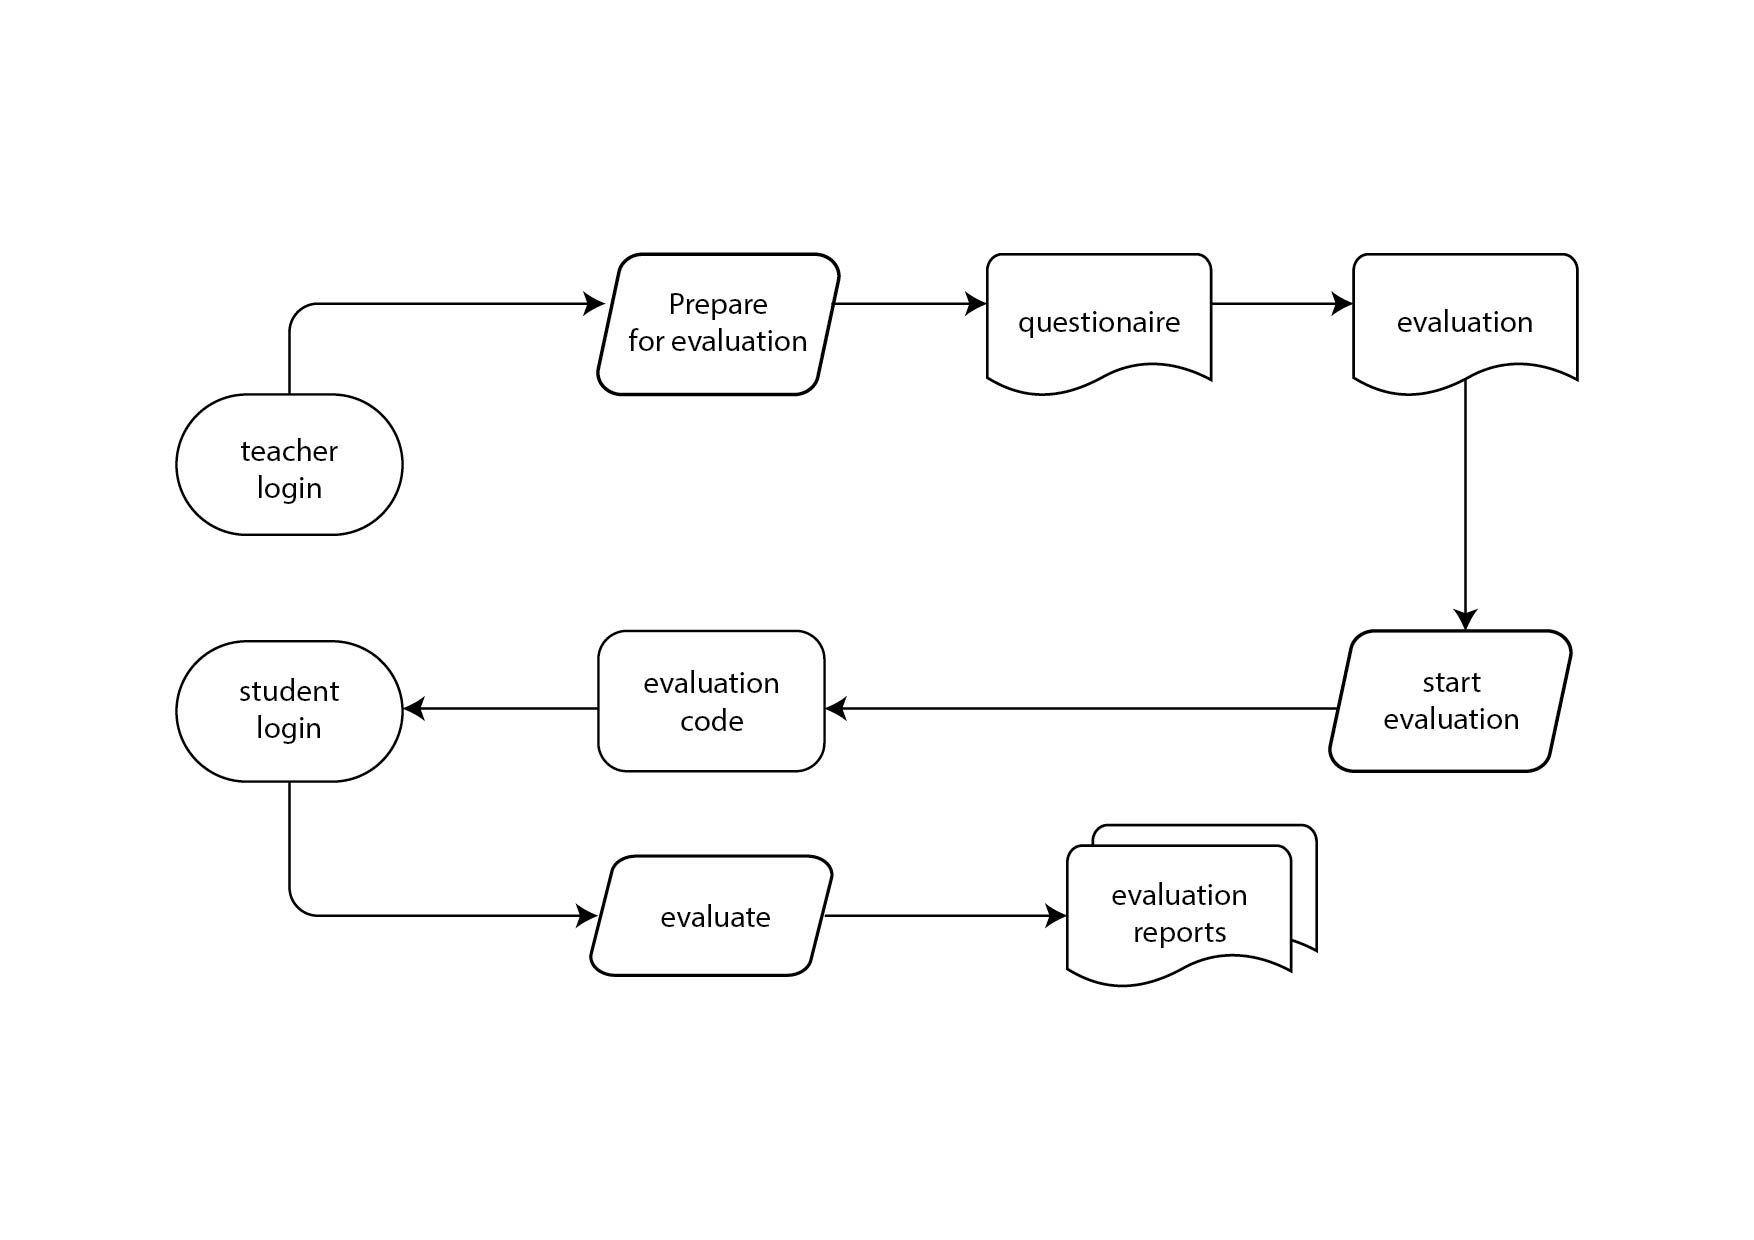 Prepare
for evaluation
questionaire
evaluation
teacher
login
student
login
evaluation
code
start
evaluation
evaluate
evaluation
reports